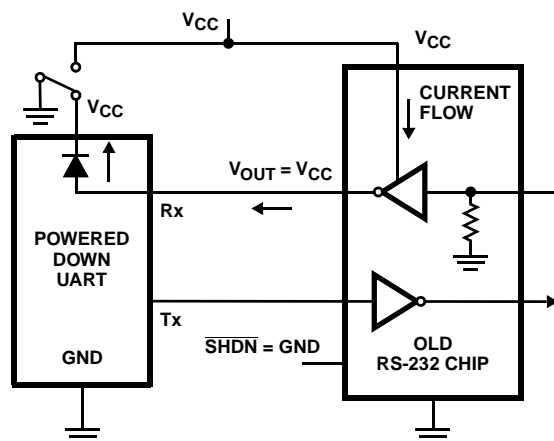 VCC
VCC
VCC
CURRENT
FLOW
VOUT = VCC
Rx
POWERED
DOWN
UART
Tx
SHDN = GND
GND
OLD
RS-232 CHIP